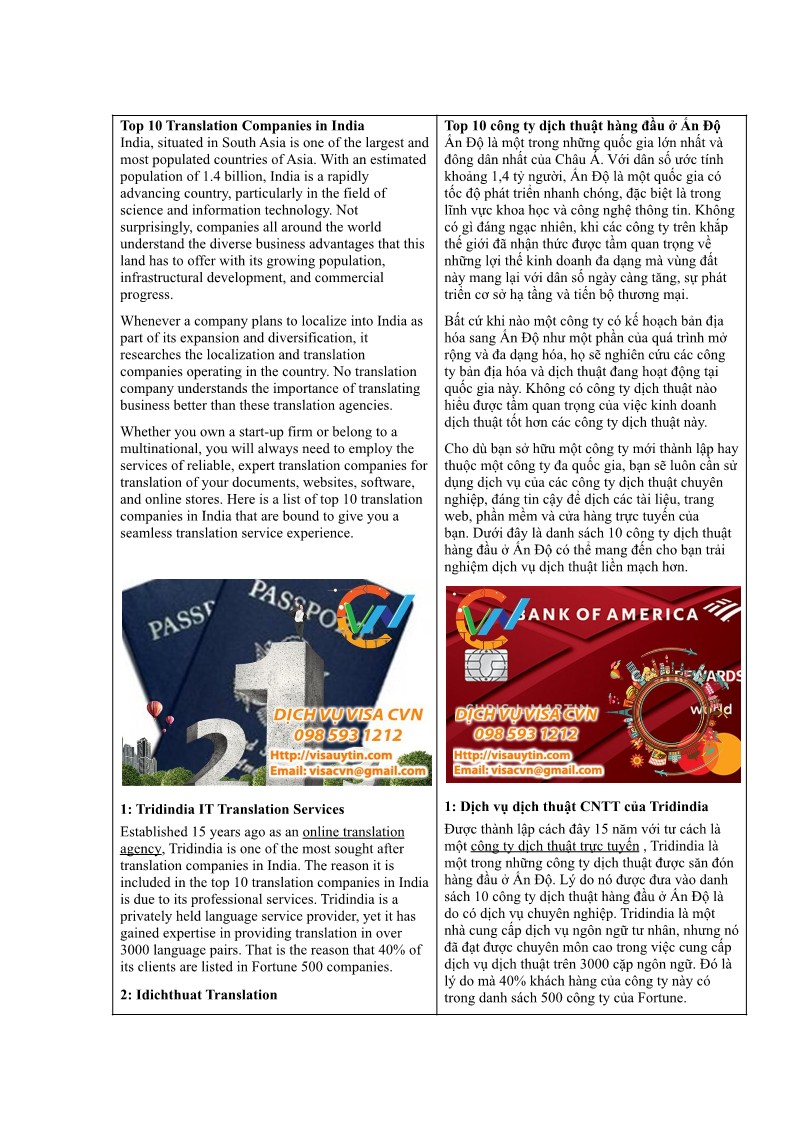 Top 10 Translation Companies in India
India, situated in South Asia is one of the largest and
most populated countries of Asia. With an estimated
population of 1.4 billion, India is a rapidly
advancing country, particularly in the field of
science and information technology. Not
surprisingly, companies all around the world
understand the diverse business advantages that this
land has to offer with its growing population,
infrastructural development, and commercial
progress.
Whenever a company plans to localize into India as
part of its expansion and diversification, it
researches the localization and translation
companies operating in the country. No translation
company understands the importance of translating
business better than these translation agencies.
Whether you own a start-up firm or belong to a
multinational, you will always need to employ the
services of reliable, expert translation companies for
translation of your documents, websites, software,
and online stores. Here is a list of top 10 translation
companies in India that are bound to give you a
seamless translation service experience.
PASSP
PASSPO
1
2
DỊCH VỤ VISA CVN
098 593 1212
Http://visauytin.com
Email: visacvn@gmail.com
1: Tridindia IT Translation Services
Established 15 years ago as an online translation
agency, Tridindia is one of the most sought after
translation companies in India. The reason it is
included in the top 10 translation companies in India
is due to its professional services. Tridindia is a
privately held language service provider, yet it has
gained expertise in providing translation in over
3000 language pairs. That is the reason that 40% of
its clients are listed in Fortune 500 companies.
2: Idichthuat Translation
Top 10 công ty dịch thuật hàng đầu ở Ấn Độ
Ấn Độ là một trong những quốc gia lớn nhất và
đông dân nhất của Châu Á. Với dân số ước tính
khoảng 1,4 tỷ người, Ấn Độ là một quốc gia có
tốc độ phát triển nhanh chóng, đặc biệt là trong
lĩnh vực khoa học và công nghệ thông tin. Không
có gì đáng ngạc nhiên, khi các công ty trên khắp
thế giới đã nhận thức được tầm quan trọng về
những lợi thế kinh doanh đa dạng mà vùng đất
này mang lại với dân số ngày càng tăng, sự phát
triển cơ sở hạ tầng và tiến bộ thương mại.
Bất cứ khi nào một công ty có kế hoạch bản địa
hóa sang Ấn Độ như một phần của quá trình mở
rộng và đa dạng hóa, họ sẽ nghiên cứu các công
ty bản địa hóa và dịch thuật đang hoạt động tại
quốc gia này. Không có công ty dịch thuật nào
hiểu được tầm quan trọng của việc kinh doanh
dịch thuật tốt hơn các công ty dịch thuật này.
Cho dù bạn sở hữu một công ty mới thành lập hay
thuộc một công ty đa quốc gia, bạn sẽ luôn cần sử
dụng dịch vụ của các công ty dịch thuật chuyên
nghiệp, đáng tin cậy để dịch các tài liệu, trang
web, phần mềm và cửa hàng trực tuyến của
bạn. Dưới đây là danh sách 10 công ty dịch thuật
hàng đầu ở Ấn Độ có thể mang đến cho bạn trải
nghiệm dịch vụ dịch thuật liền mạch hơn.
BANK OF AMERICA
REWARDS
world
DỊCH VỤ VISA CVN
098 593 1212
Http://visauytin.com
Email: visacvn@gmail.com
1: Dịch vụ dịch thuật CNTT của Tridindia
Được thành lập cách đây 15 năm với tư cách là
một công ty dịch thuật trực tuyến , Tridindia là
một trong những công ty dịch thuật được săn đón
hàng đầu ở Ấn Độ. Lý do nó được đưa vào danh
sách 10 công ty dịch thuật hàng đầu ở Ấn Độ là
do có dịch vụ chuyên nghiệp. Tridindia là một
nhà cung cấp dịch vụ ngôn ngữ tư nhân, nhưng nó
đã đạt được chuyên môn cao trong việc cung cấp
dịch vụ dịch thuật trên 3000 cặp ngôn ngữ. Đó là
lý do mà 40% khách hàng của công ty này có
trong danh sách 500 công ty của Fortune.